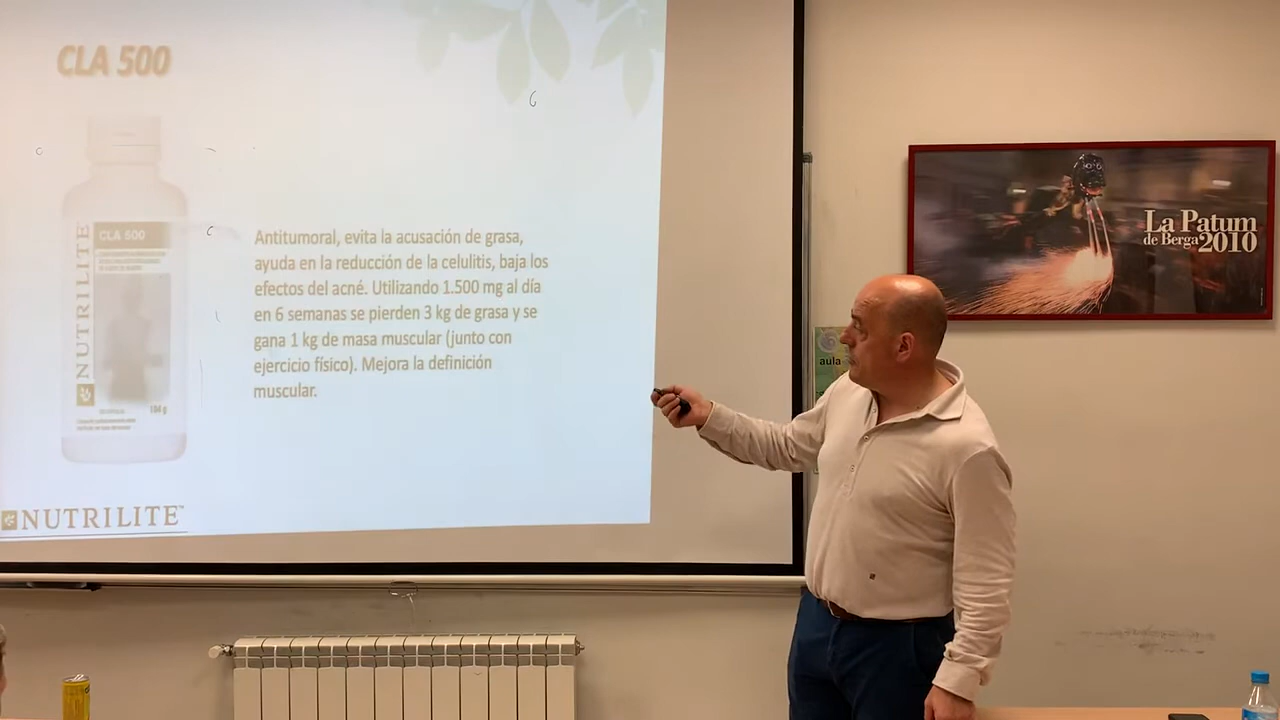 CLA 500
NUTRILITE
CLA 500
184 g
Antitumoral, evita la acusación de grasa,
ayuda en la reducción de la celulitis, baja los
efectos del acné. Utilizando 1.500 mg al día
en 6 semanas se pierden 3 kg de grasa y se
gana 1 kg de masa muscular (junto con
ejercicio físico). Mejora la definición
muscular.
NUTRILITE™
La Patum
de Berga 2010
aula